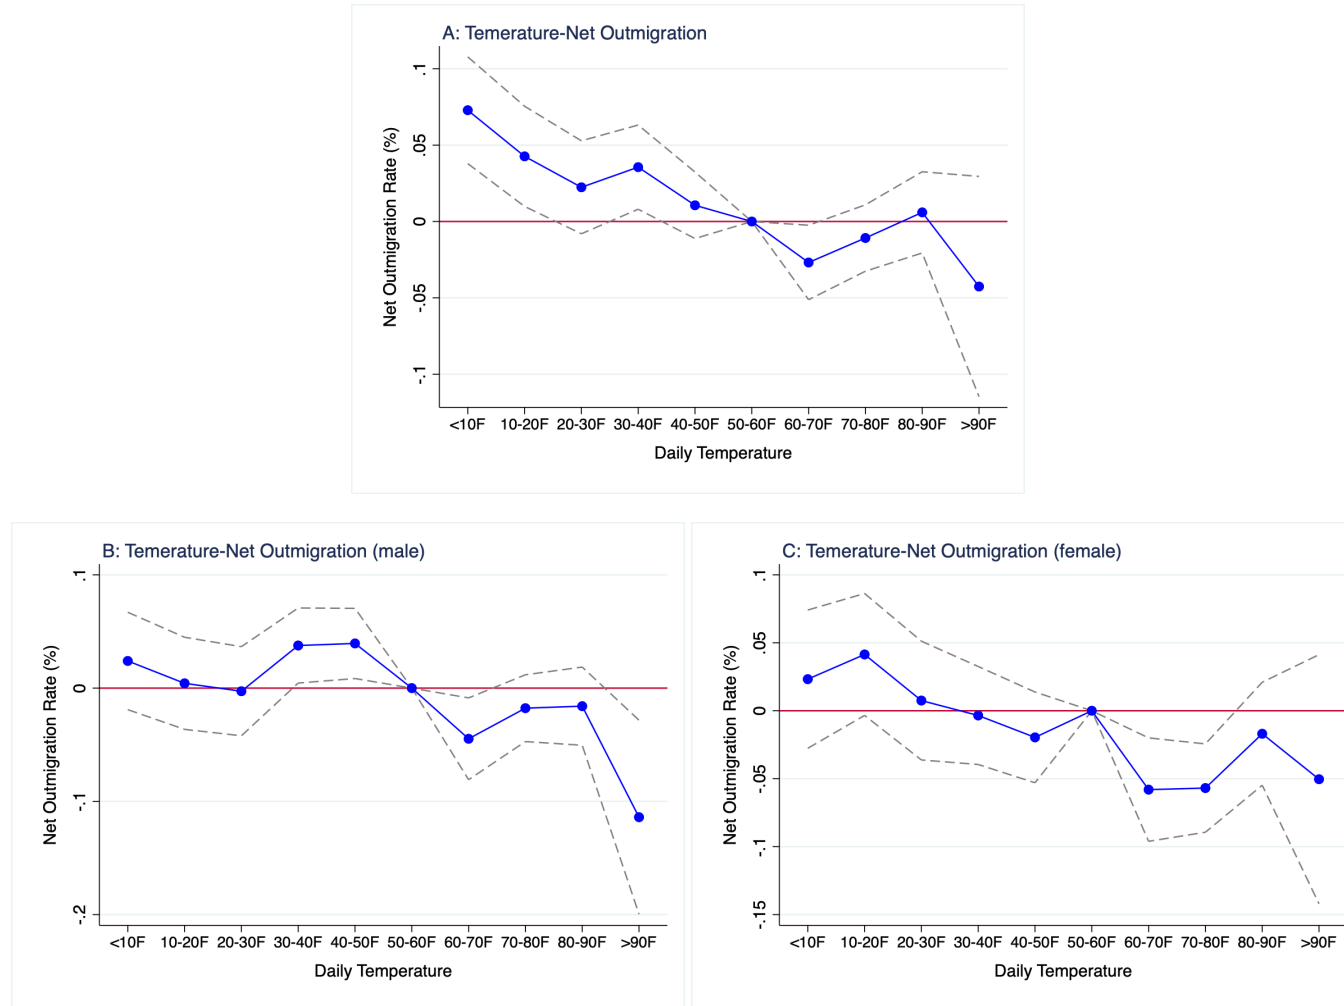 A: Temerature-Net Outmigration
Net Outmigration Rate (%)
.1
.05
0
-.05
-.1
<10F 10-20F 20-30F 30-40F 40-50F 50-60F 60-70F 70-80F 80-90F >90F
Daily Temperature
B: Temerature-Net Outmigration (male)
Net Outmigration Rate (%)
.1
0
-.1
-.2
<10F 10-20F 20-30F 30-40F 40-50F 50-60F 60-70F 70-80F 80-90F >90F
Daily Temperature
C: Temerature-Net Outmigration (female)
Net Outmigration Rate (%)
.1
.05
0
-.05
-.1
-.15
<10F 10-20F 20-30F 30-40F 40-50F 50-60F 60-70F 70-80F 80-90F >90F
Daily Temperature